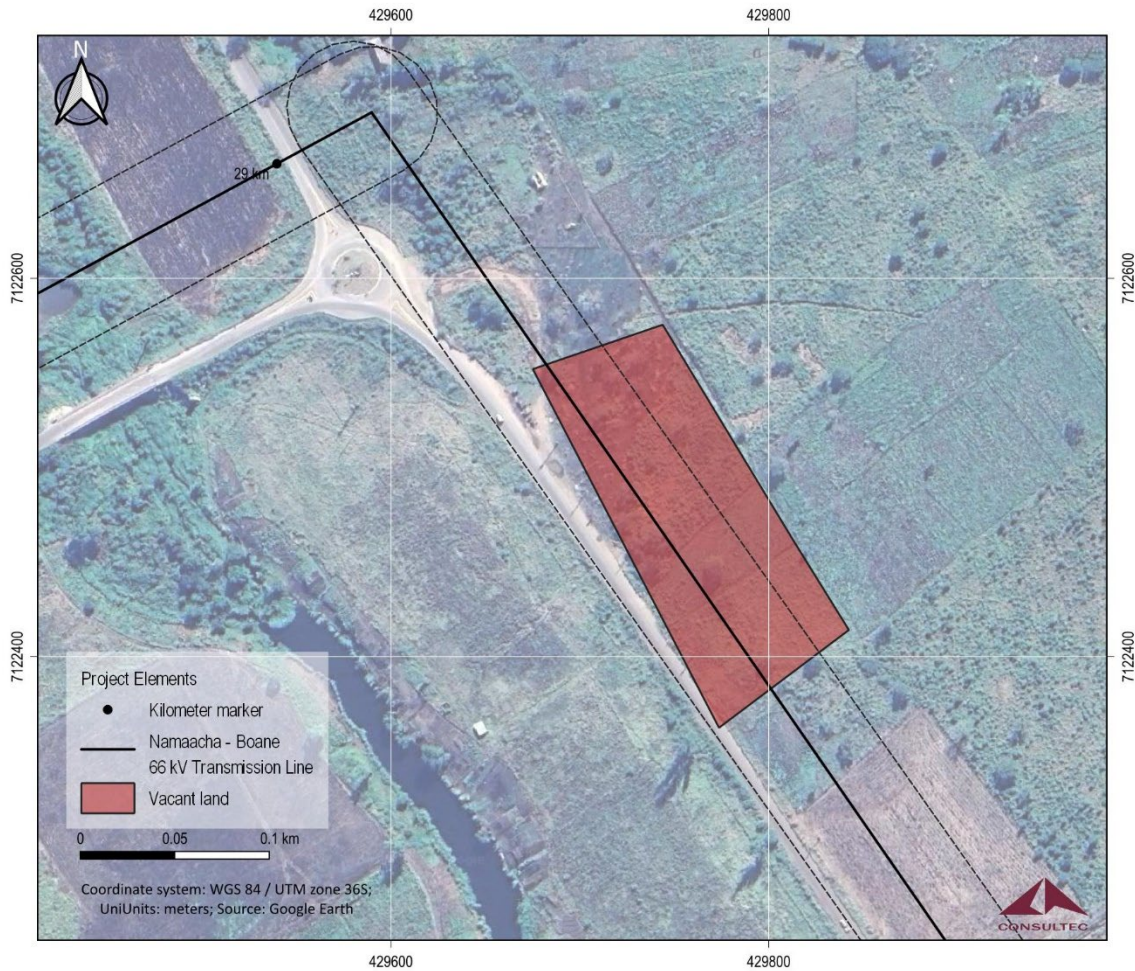 429600
429800
N
29 km
7122600
7122600
7122400
7122400
Project Elements
Kilometer marker
Namaacha - Boane
66 kV Transmission Line
Vacant land
0
0.05
0.1 km
Coordinate system: WGS 84 / UTM zone 36S;
UniUnits: meters; Source: Google Earth
CONSULTEC
429600
429800